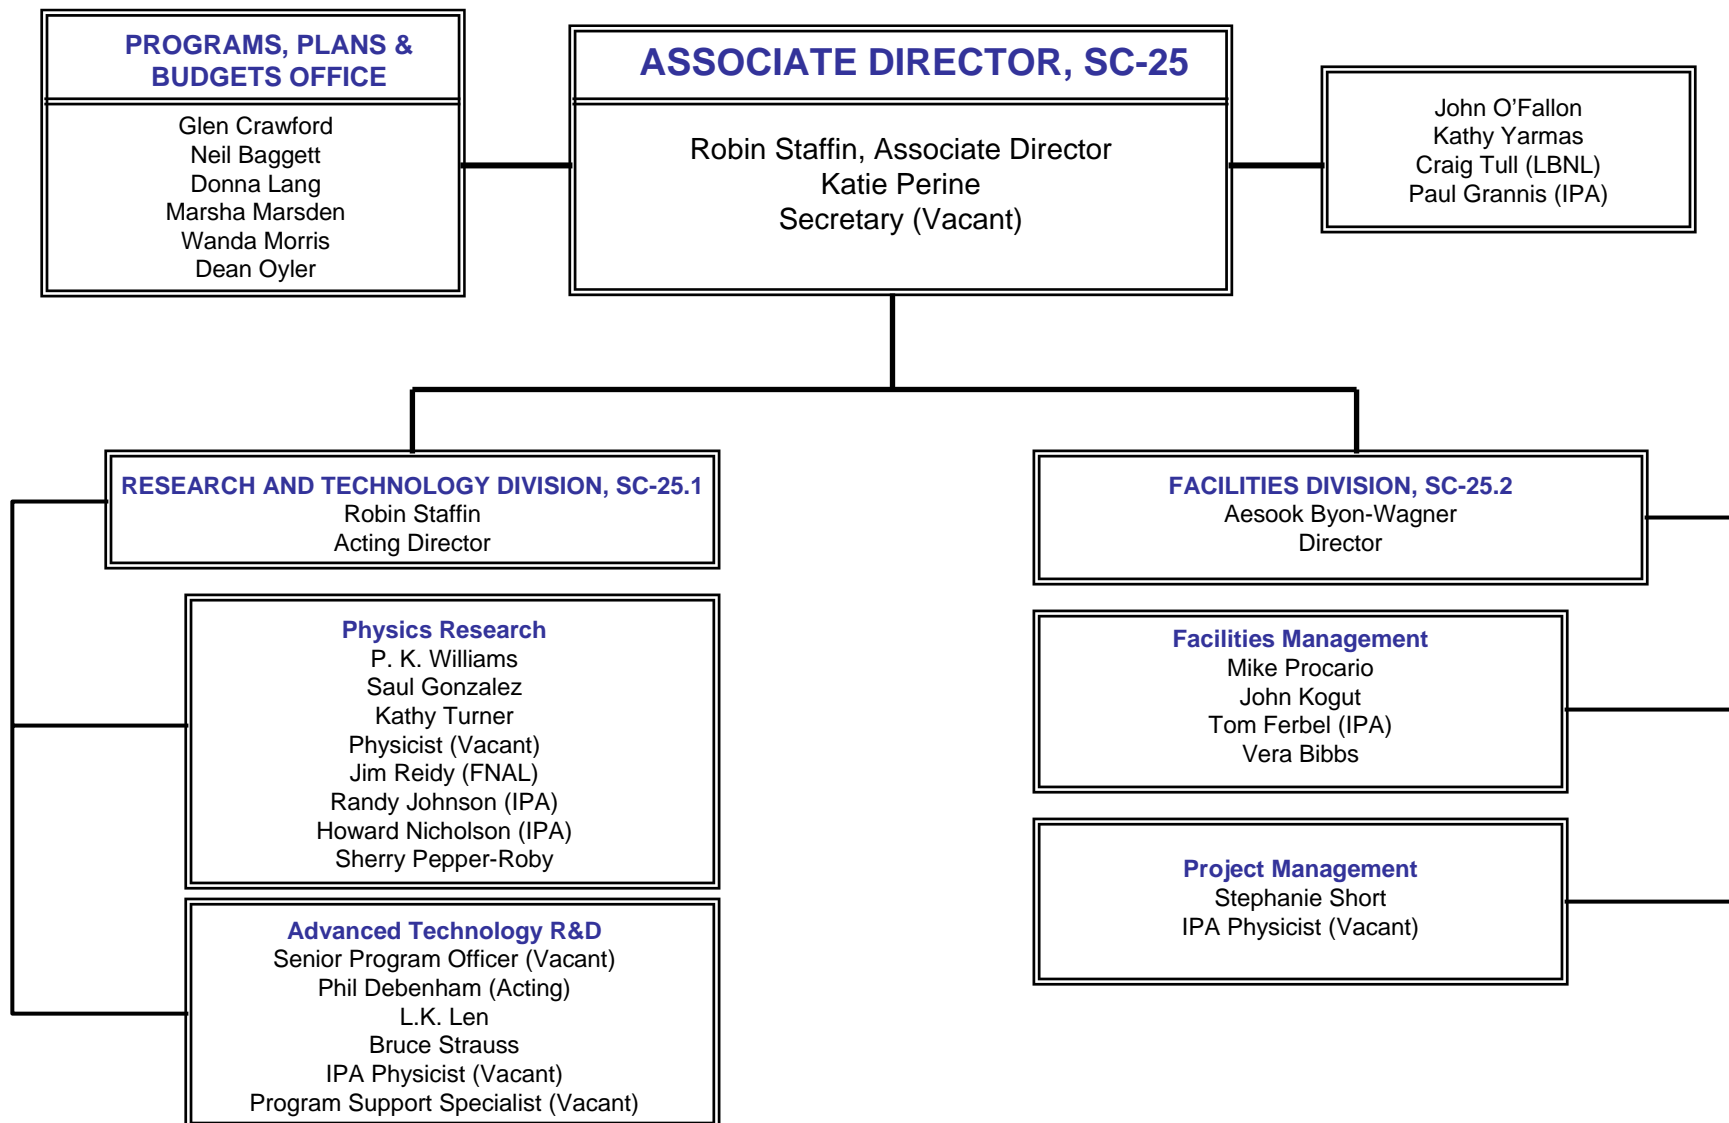 PROGRAMS, PLANS &
BUDGETS OFFICE
Glen Crawford
Neil Baggett
Donna Lang
Marsha Marsden
Wanda Morris
Dean Oyler
ASSOCIATE DIRECTOR, SC-25
Robin Staffin, Associate Director
Katie Perine
Secretary (Vacant)
John O’Fallon
Kathy Yarmas
Craig Tull (LBNL)
Paul Grannis (IPA)
RESEARCH AND TECHNOLOGY DIVISION, SC-25.1
Robin Staffin
Acting Director
Physics Research
P. K. Williams
Saul Gonzalez
Kathy Turner
Physicist (Vacant)
Jim Reidy (FNAL)
Randy Johnson (IPA)
Howard Nicholson (IPA)
Sherry Pepper-Roby
Advanced Technology R&D
Senior Program Officer (Vacant)
Phil Debenham (Acting)
L.K. Len
Bruce Strauss
IPA Physicist (Vacant)
Program Support Specialist (Vacant)
FACILITIES DIVISION, SC-25.2
Aesook Byon-Wagner
Director
Facilities Management
Mike Procario
John Kogut
Tom Ferbel (IPA)
Vera Bibbs
Project Management
Stephanie Short
IPA Physicist (Vacant)